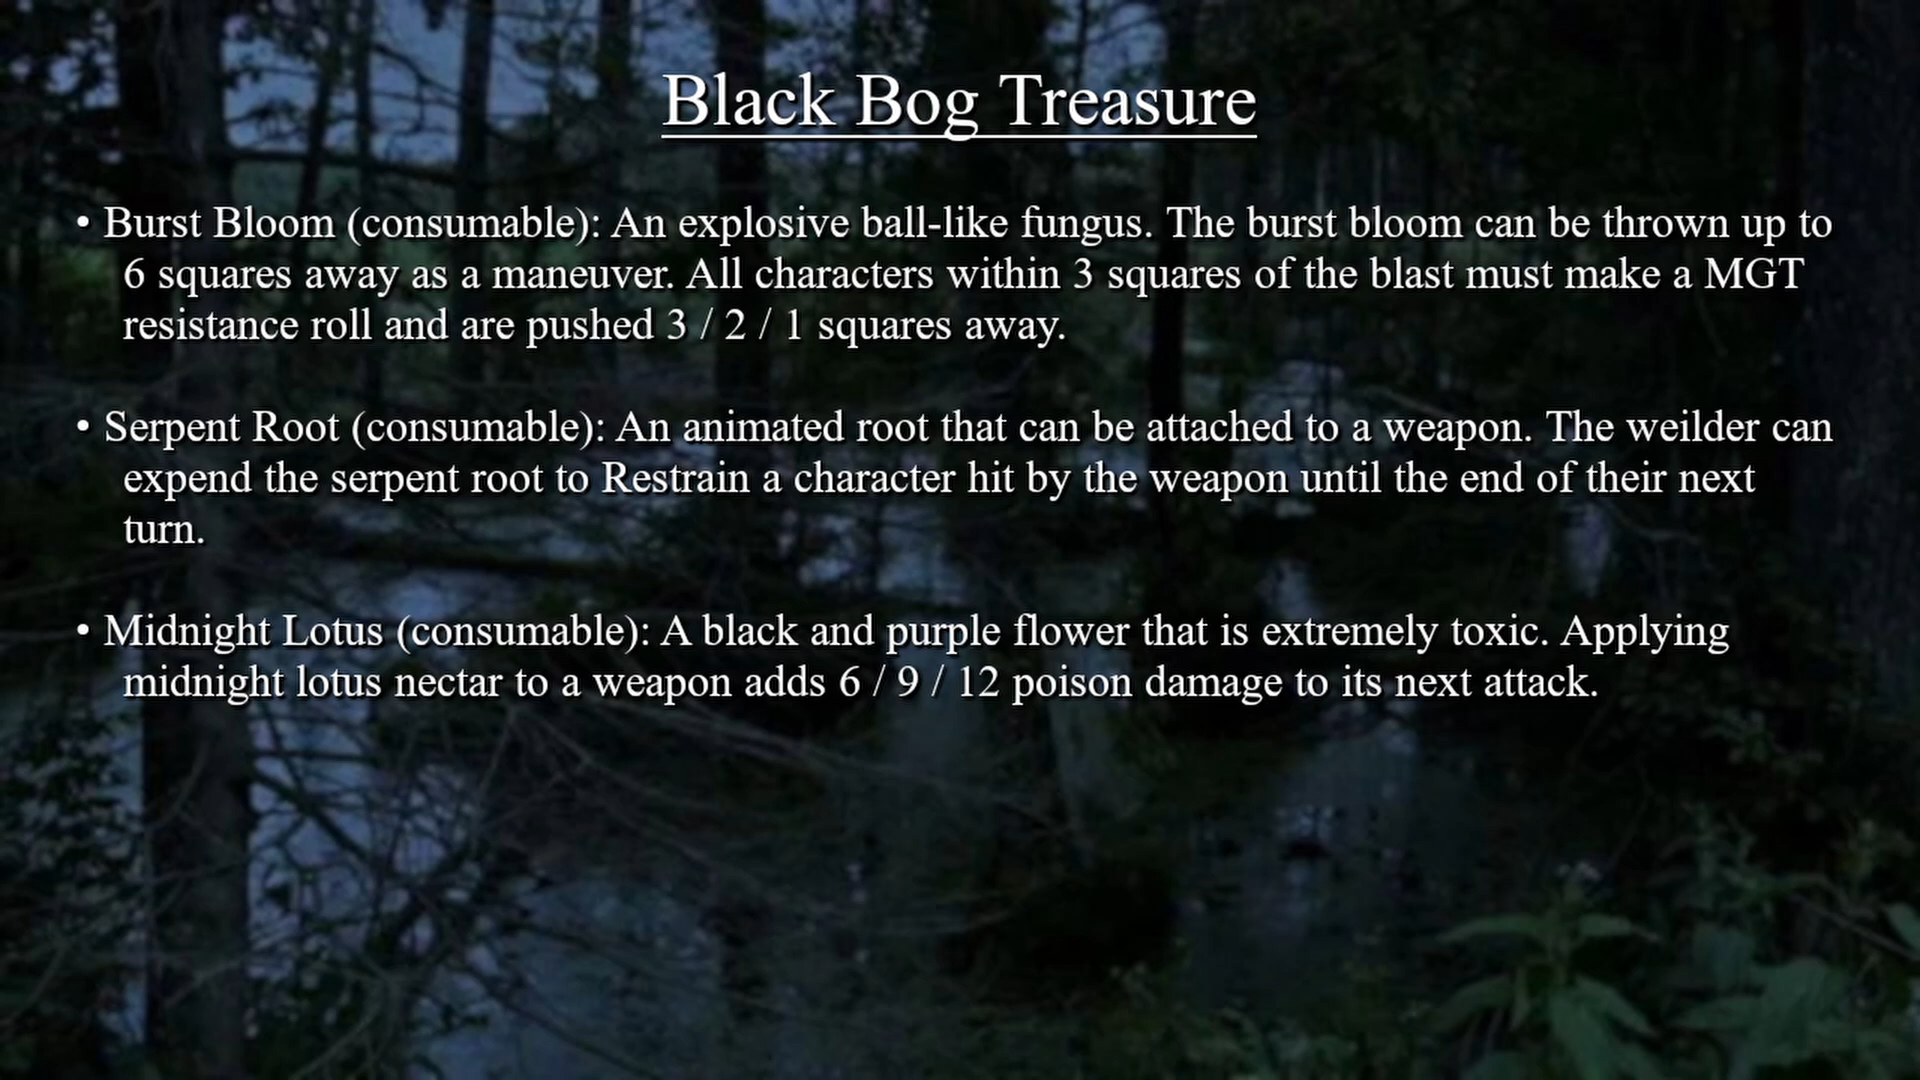 Black Bog Treasure
• Burst Bloom (consumable): An explosive ball-like fungus. The burst bloom can be thrown up to
6 squares away as a maneuver. All characters within 3 squares of the blast must make a MGT
resistance roll and are pushed 3 / 2 / 1 squares away.
• Serpent Root (consumable): An animated root that can be attached to a weapon. The weilder can
expend the serpent root to Restrain a character hit by the weapon until the end of their next
turn.
• Midnight Lotus (consumable): A black and purple flower that is extremely toxic. Applying
midnight lotus nectar to a weapon adds 6 / 9 / 12 poison damage to its next attack.